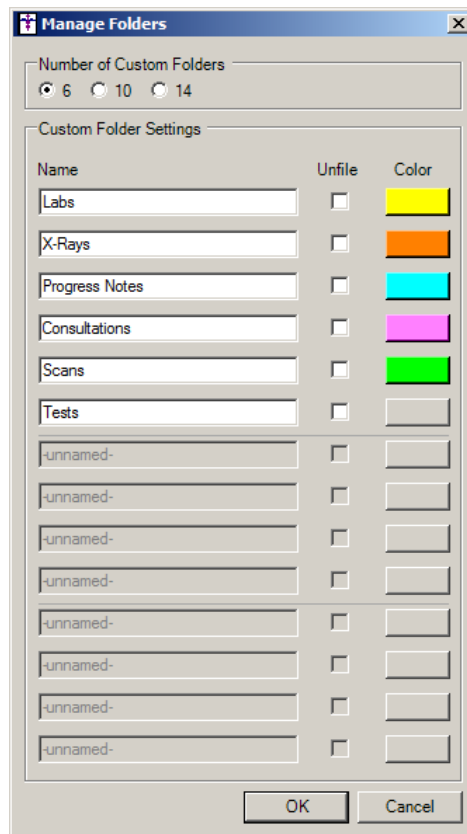 Manage Folders
Number of Custom Folders
6 10 14
Custom Folder Settings
Name Unfile Color
Labs
X-Rays
Progress Notes
Consultations
Scans
Tests
-unnamed-
-unnamed-
-unnamed-
-unnamed-
-unnamed-
-unnamed-
-unnamed-
-unnamed-
OK Cancel